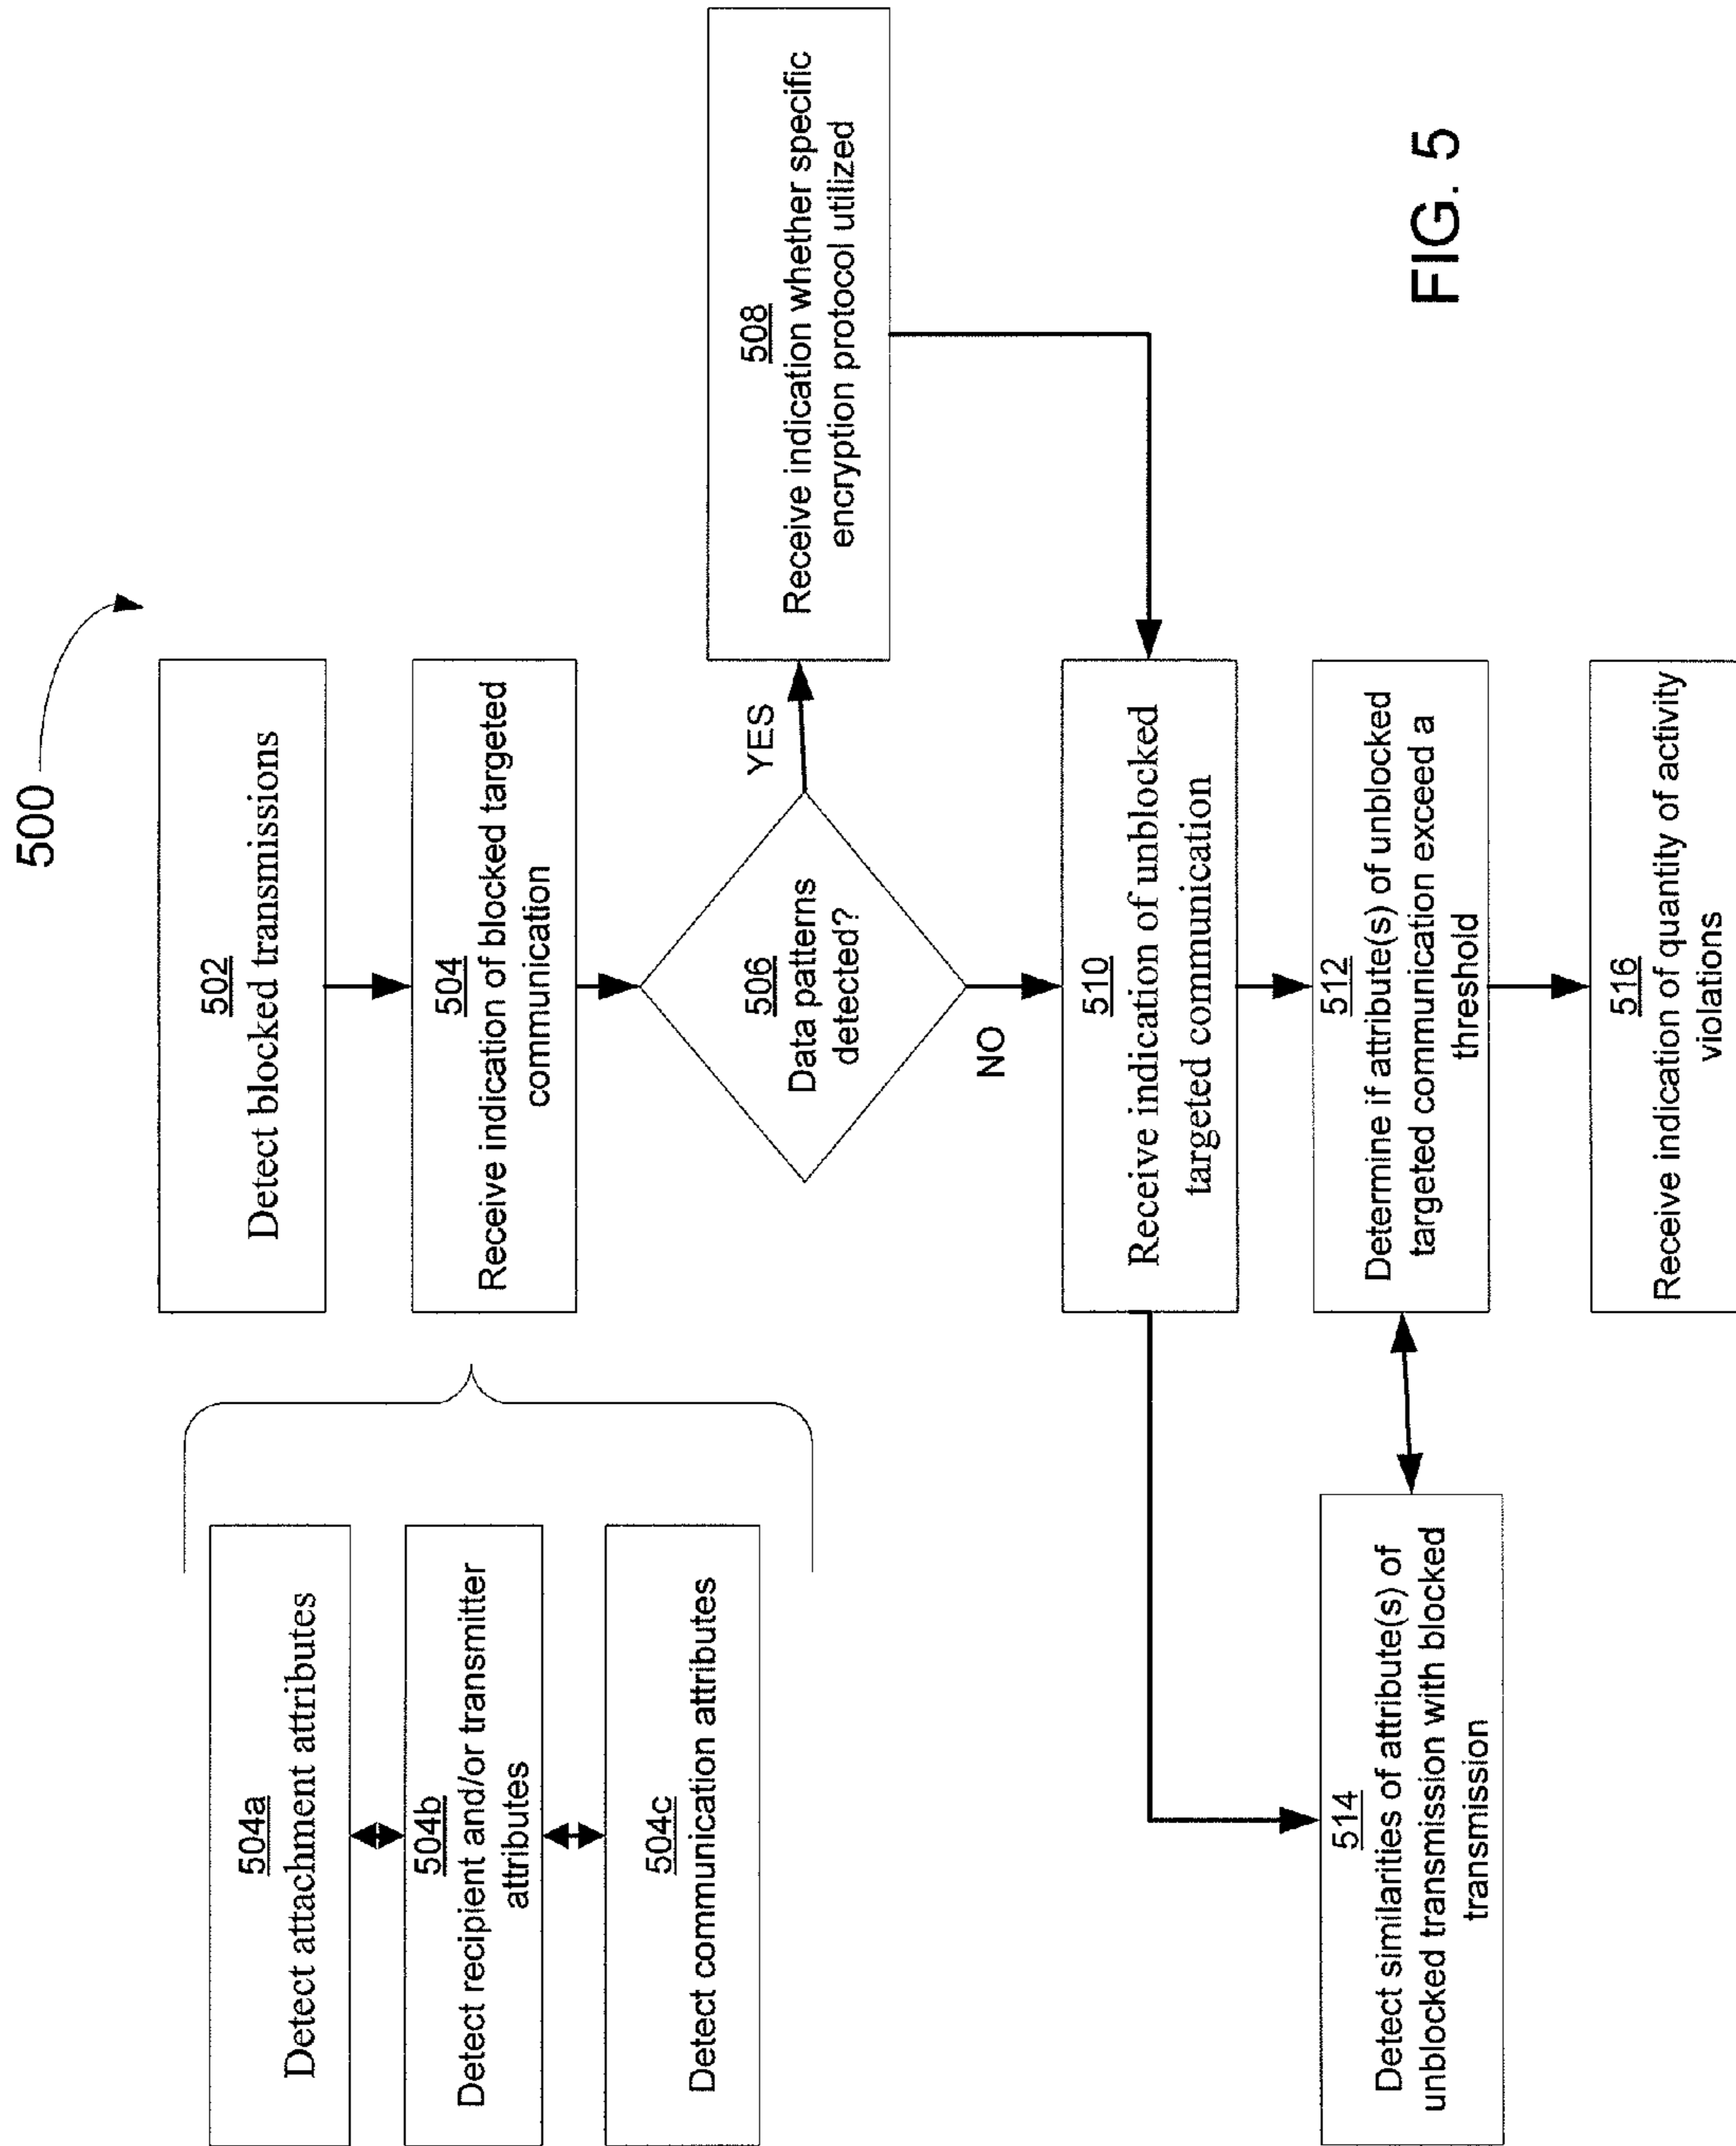 500
502
Detect blocked transmissions
504
Receive indication of blocked targeted
communication
504a
Detect attachment attributes
504b
Detect recipient and/or transmitter
attributes
504c
Detect communication attributes
506
Data patterns
detected?
YES
NO
508
Receive indication whether specific
encryption protocol utilized
510
Receive indication of unblocked
targeted communication
512
Determine if attribute(s) of unblocked
targeted communication exceed a
threshold
514
Detect similarities of attribute(s) of
unblocked transmission with blocked
transmission
516
Receive indication of quantity of activity
violations
FIG. 5